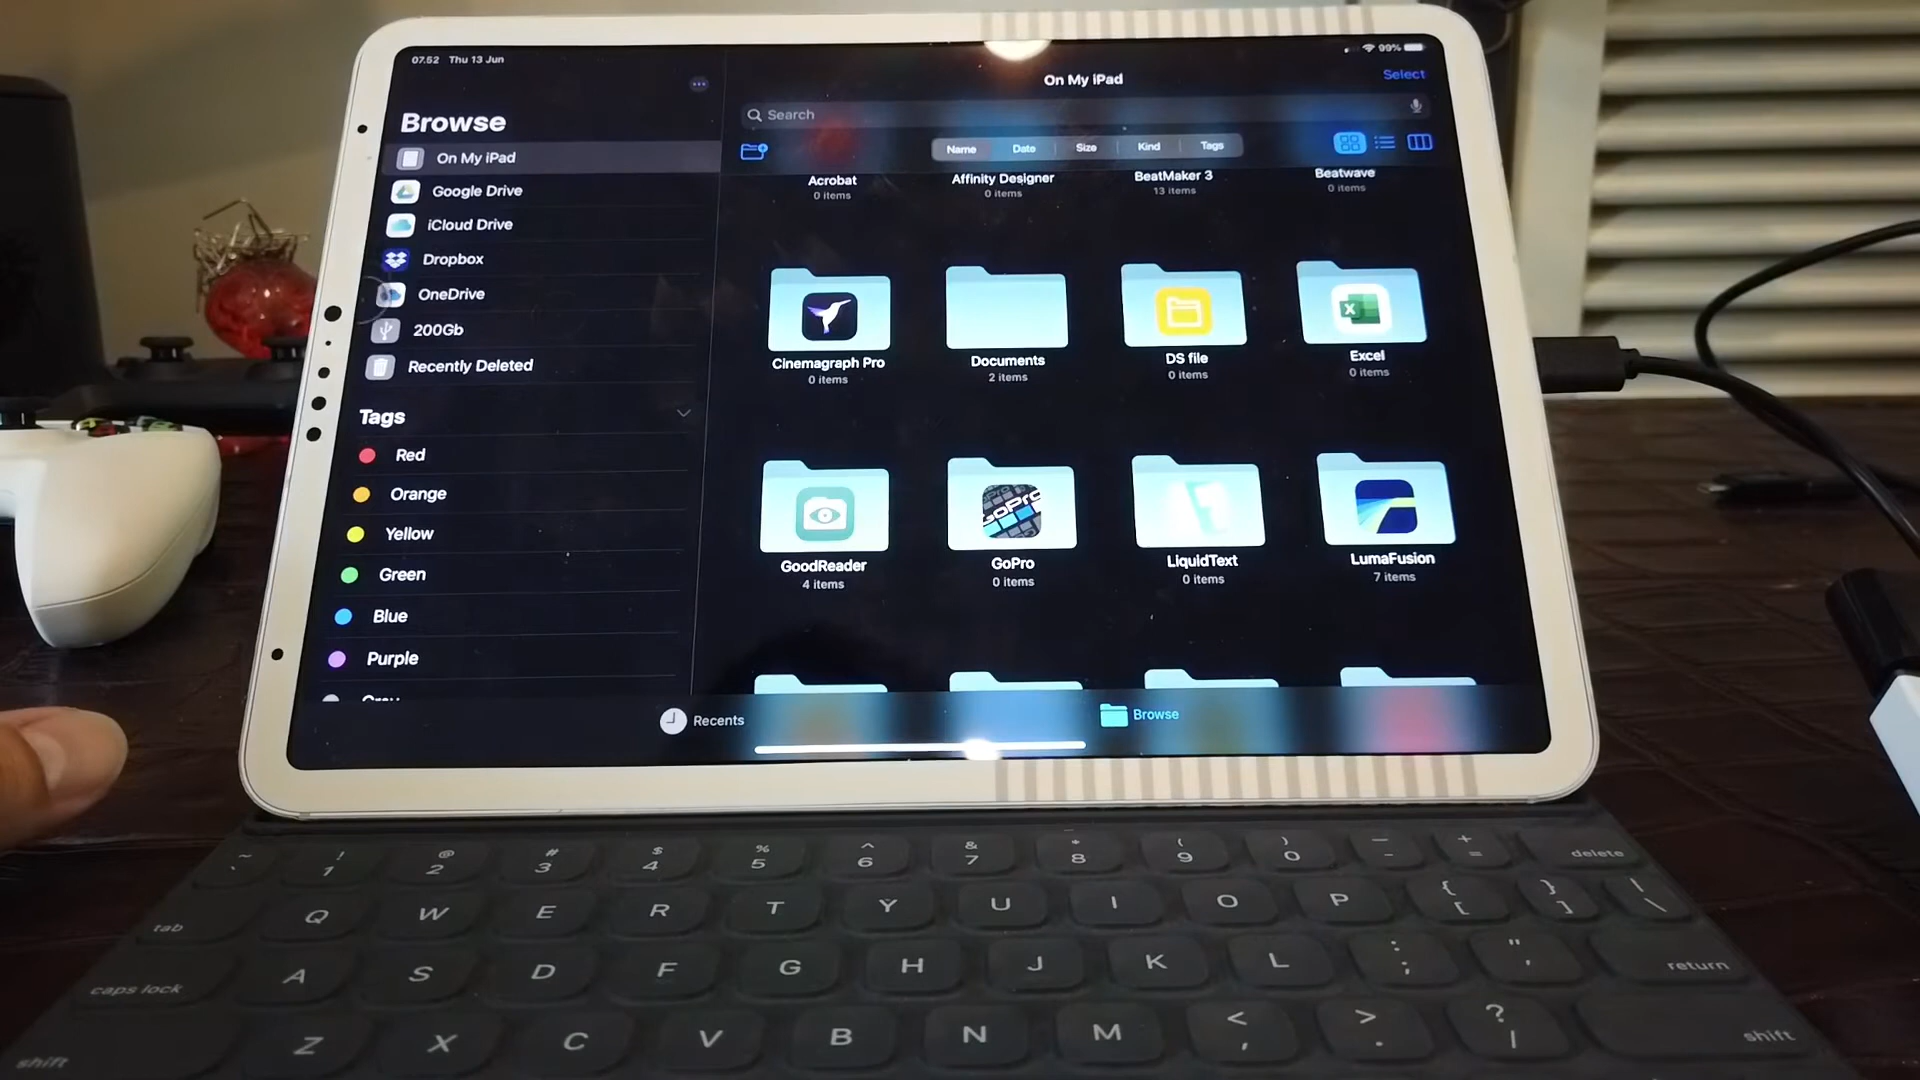 07.52 Thu 13 Jun
99%
On My iPad
Select
Browse
Search
On My iPad
Google Drive
iCloud Drive
Dropbox
OneDrive
200Gb
Recently Deleted
Tags
Red
Orange
Yellow
Green
Blue
Purple
Name Date Size Kind Tags
Acrobat Affinity Designer BeatMaker 3 Beatwave
0 items 0 items 13 items 0 items
Cinemagraph Pro Documents DS file Excel
0 items 2 items 0 items 0 items
GoPro
GoodReader GoPro LiquidText LumaFusion
4 items 0 items 0 items 7 items
Recents Browse
~ ! @ # $ % ^ & * ( ) _ +
` 1 2 3 4 5 6 7 8 9 0 - = delete
tab Q W E R T Y U I O P { [ } ] | \
caps lock A S D F G H J K L : ; " ' return
shift Z X C V B N M < , > . ? / shift